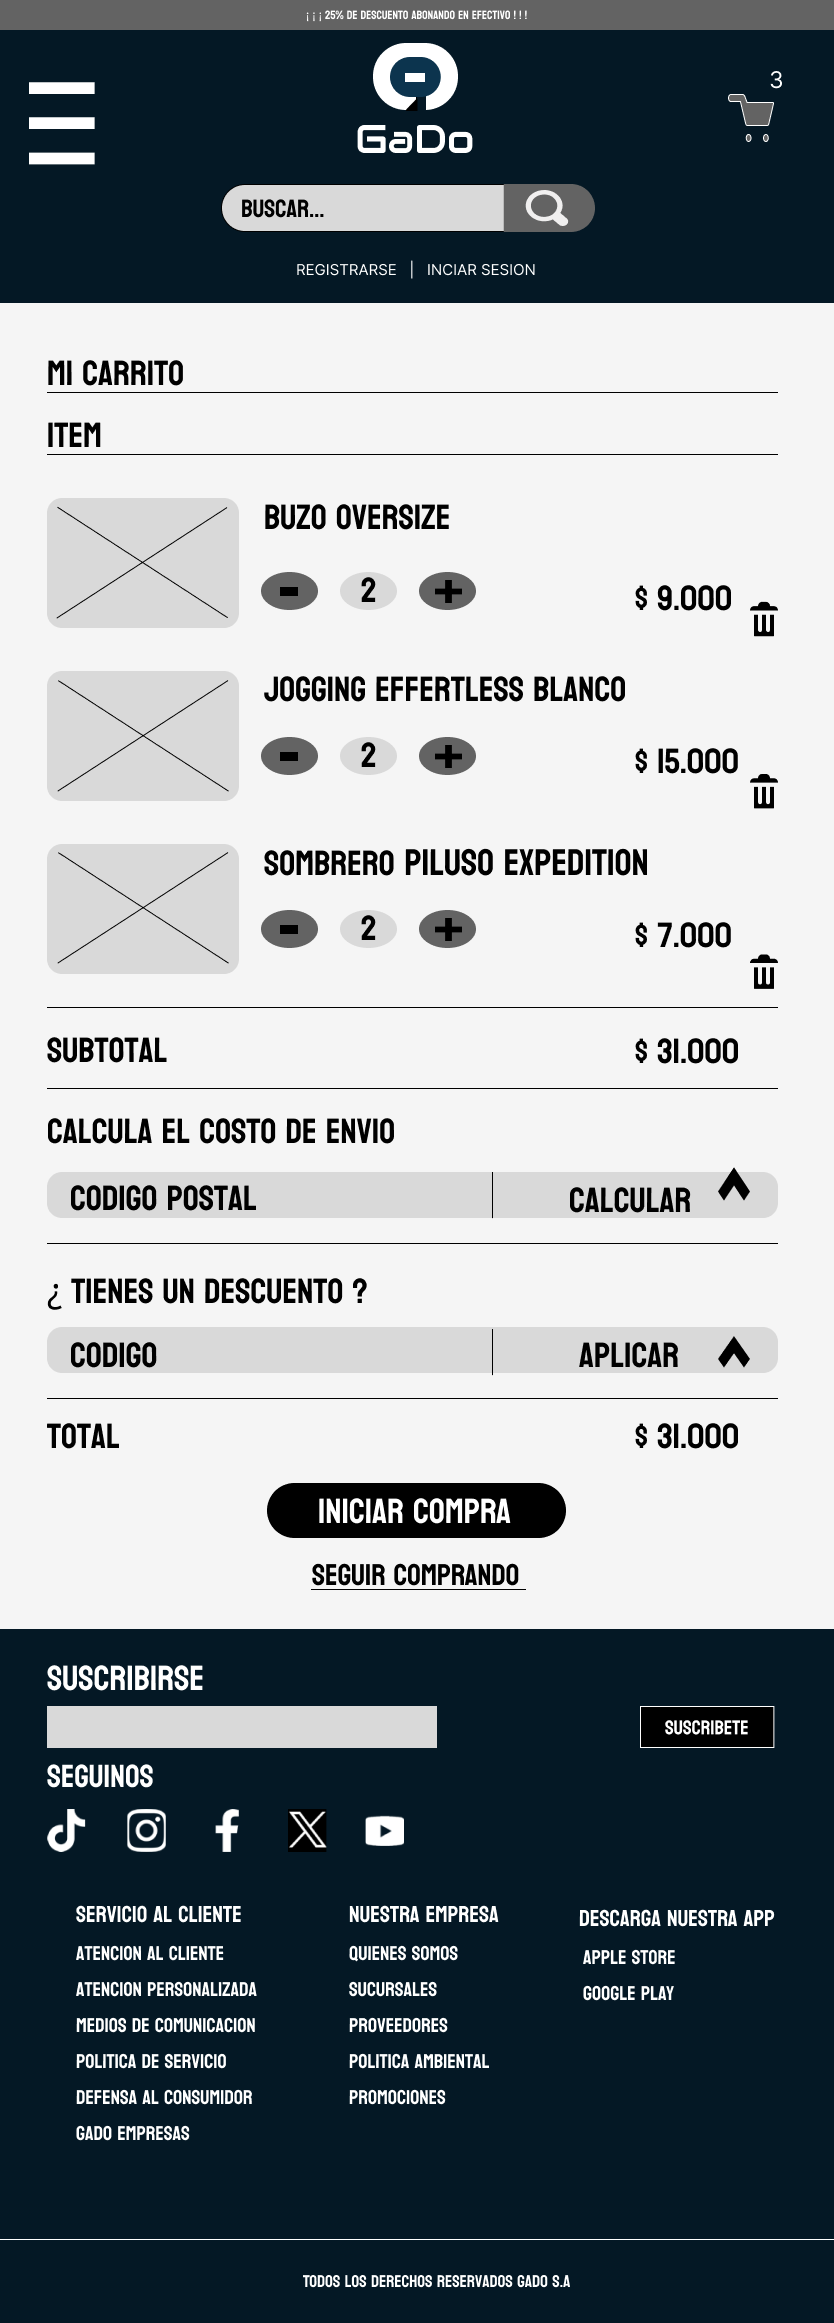 ¡ ¡ ¡ 25% DE DESCUENTO ABONANDO EN EFECTIVO ! ! !
3
GaDo
BUSCAR...
REGISTRARSE | INCIAR SESION
MI CARRITO
ITEM
BUZO OVERSIZE
- 2 + $ 9.000
JOGGING EFFERTLESS BLANCO
- 2 + $ 15.000
SOMBRERO PILUSO EXPEDITION
- 2 + $ 7.000
SUBTOTAL $ 31.000
CALCULA EL COSTO DE ENVIO
CODIGO POSTAL CALCULAR
¿ TIENES UN DESCUENTO ?
CODIGO APLICAR
TOTAL $ 31.000
INICIAR COMPRA
SEGUIR COMPRANDO
SUSCRIBIRSE
SUSCRIBETE
SEGUINOS
SERVICIO AL CLIENTE
ATENCION AL CLIENTE
ATENCION PERSONALIZADA
MEDIOS DE COMUNICACION
POLITICA DE SERVICIO
DEFENSA AL CONSUMIDOR
GADO EMPRESAS
NUESTRA EMPRESA
QUIENES SOMOS
SUCURSALES
PROVEEDORES
POLITICA AMBIENTAL
PROMOCIONES
DESCARGA NUESTRA APP
APPLE STORE
GOOGLE PLAY
TODOS LOS DERECHOS RESERVADOS GADO S.A